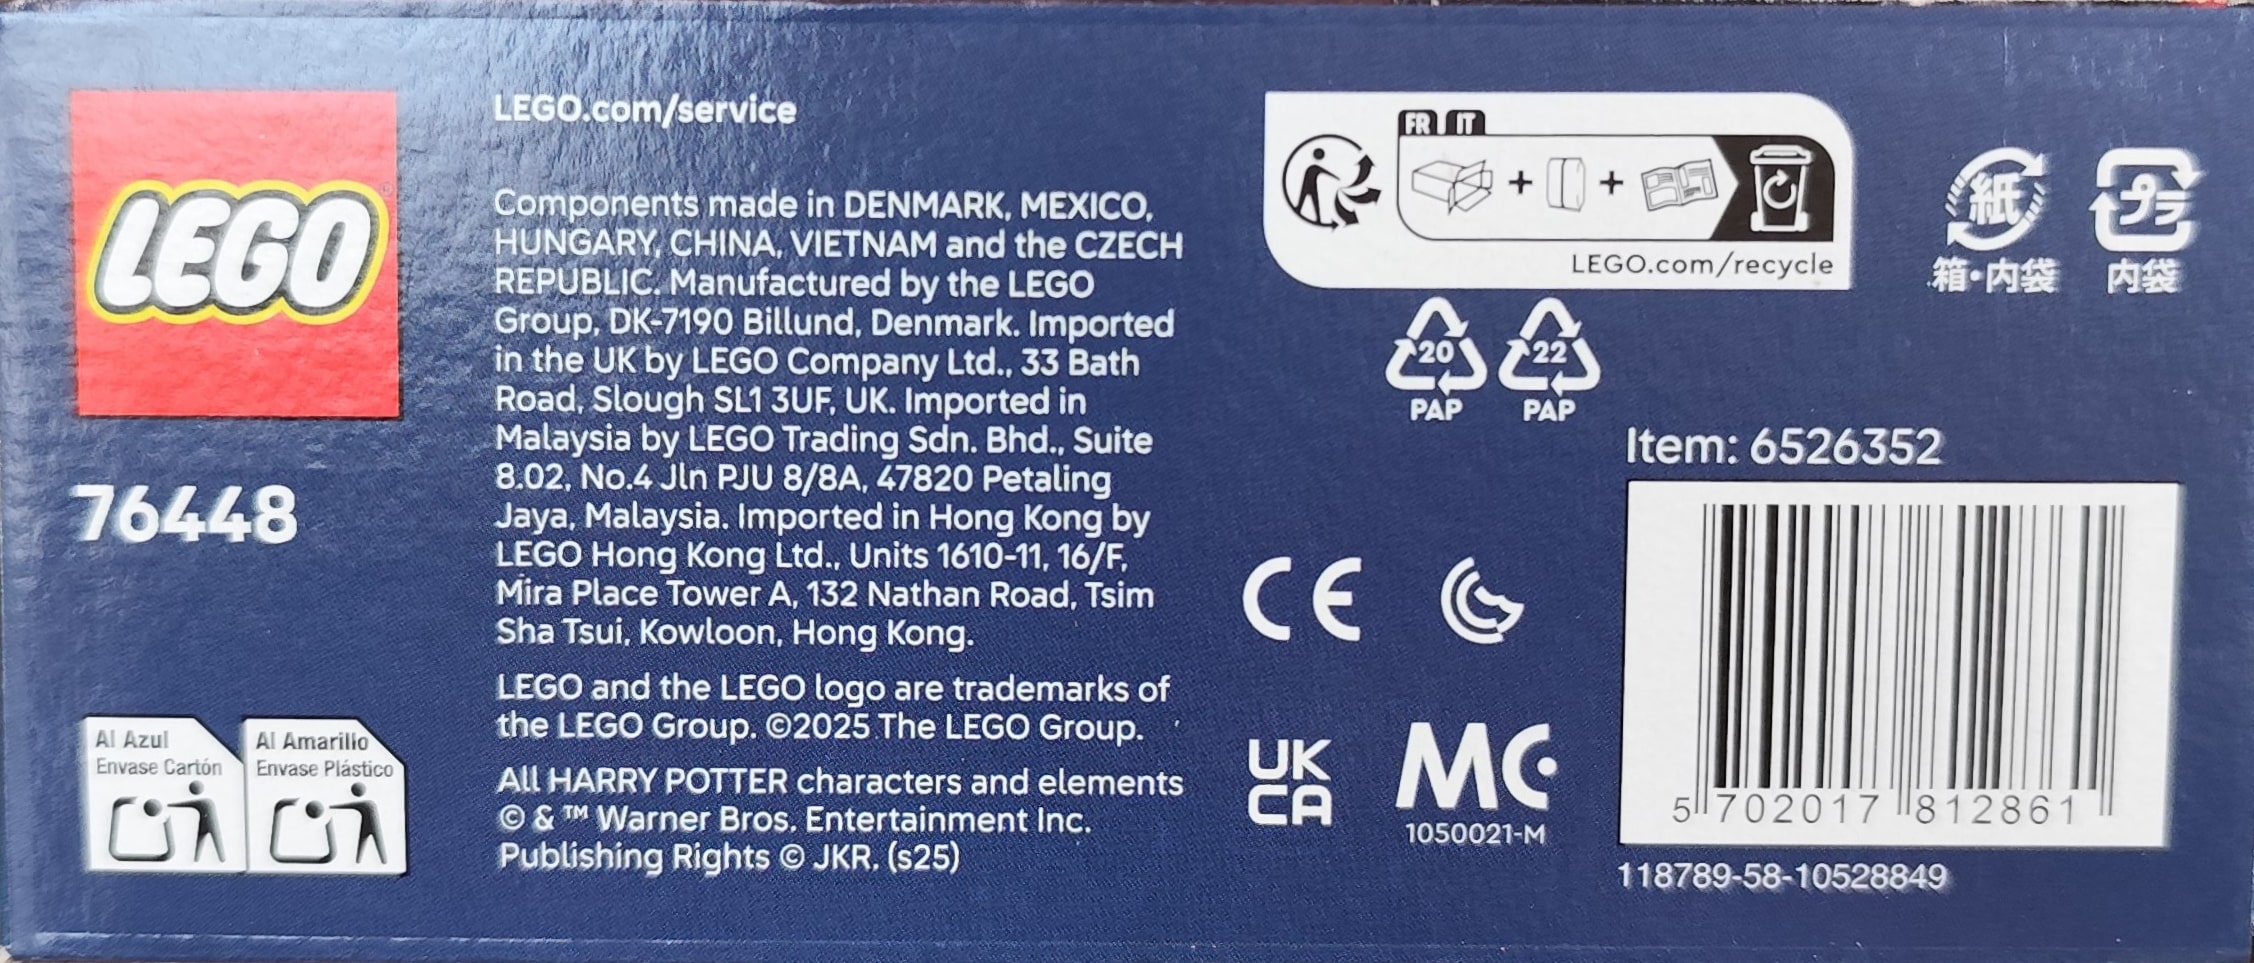 LEGO
76448
Al Azul
Envase Cartón
Al Amarillo
Envase Plástico
LEGO.com/service
Components made in DENMARK, MEXICO,
HUNGARY, CHINA, VIETNAM and the CZECH
REPUBLIC. Manufactured by the LEGO
Group, DK-7190 Billund, Denmark. Imported
in the UK by LEGO Company Ltd., 33 Bath
Road, Slough SL1 3UF, UK. Imported in
Malaysia by LEGO Trading Sdn. Bhd., Suite
8.02, No.4 Jln PJU 8/8A, 47820 Petaling
Jaya, Malaysia. Imported in Hong Kong by
LEGO Hong Kong Ltd., Units 1610-11, 16/F,
Mira Place Tower A, 132 Nathan Road, Tsim
Sha Tsui, Kowloon, Hong Kong.
LEGO and the LEGO logo are trademarks of
the LEGO Group. ©2025 The LEGO Group.
All HARRY POTTER characters and elements
© & ™ Warner Bros. Entertainment Inc.
Publishing Rights © JKR. (s25)
FR IT
+ +
LEGO.com/recycle
紙
箱・内袋
プラ
内袋
20
PAP
22
PAP
CE
UK
CA
MC
1050021-M
Item: 6526352
5 702017 812861
118789-58-10528849